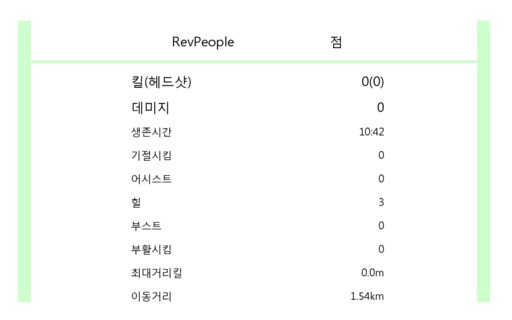 RevPeople 점
킬(헤드샷) 0(0)
데미지 0
생존시간 10:42
기절시킴 0
어시스트 0
힐 3
부스트 0
부활시킴 0
최대거리킬 0.0m
이동거리 1.54km